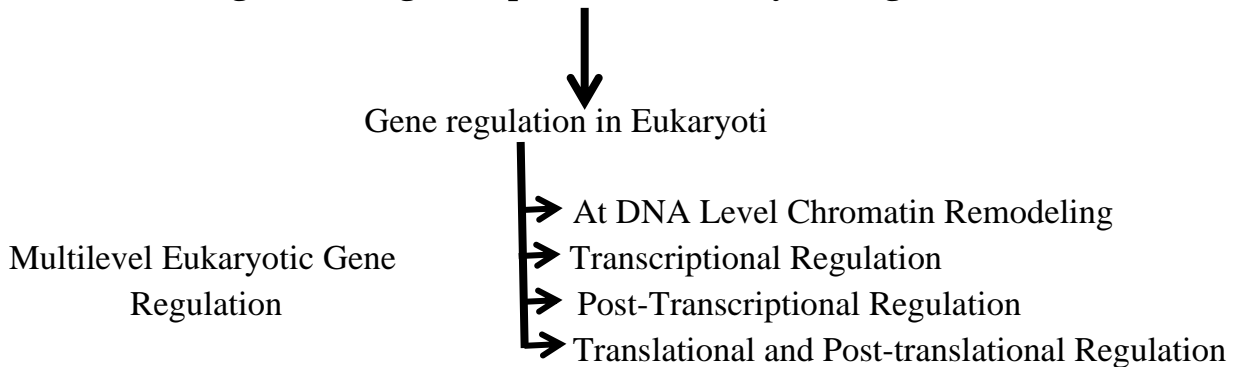 Gene regulation in Eukaryoti
At DNA Level Chromatin Remodeling
Multilevel Eukaryotic Gene
Regulation
Transcriptional Regulation
Post-Transcriptional Regulation
Translational and Post-translational Regulation